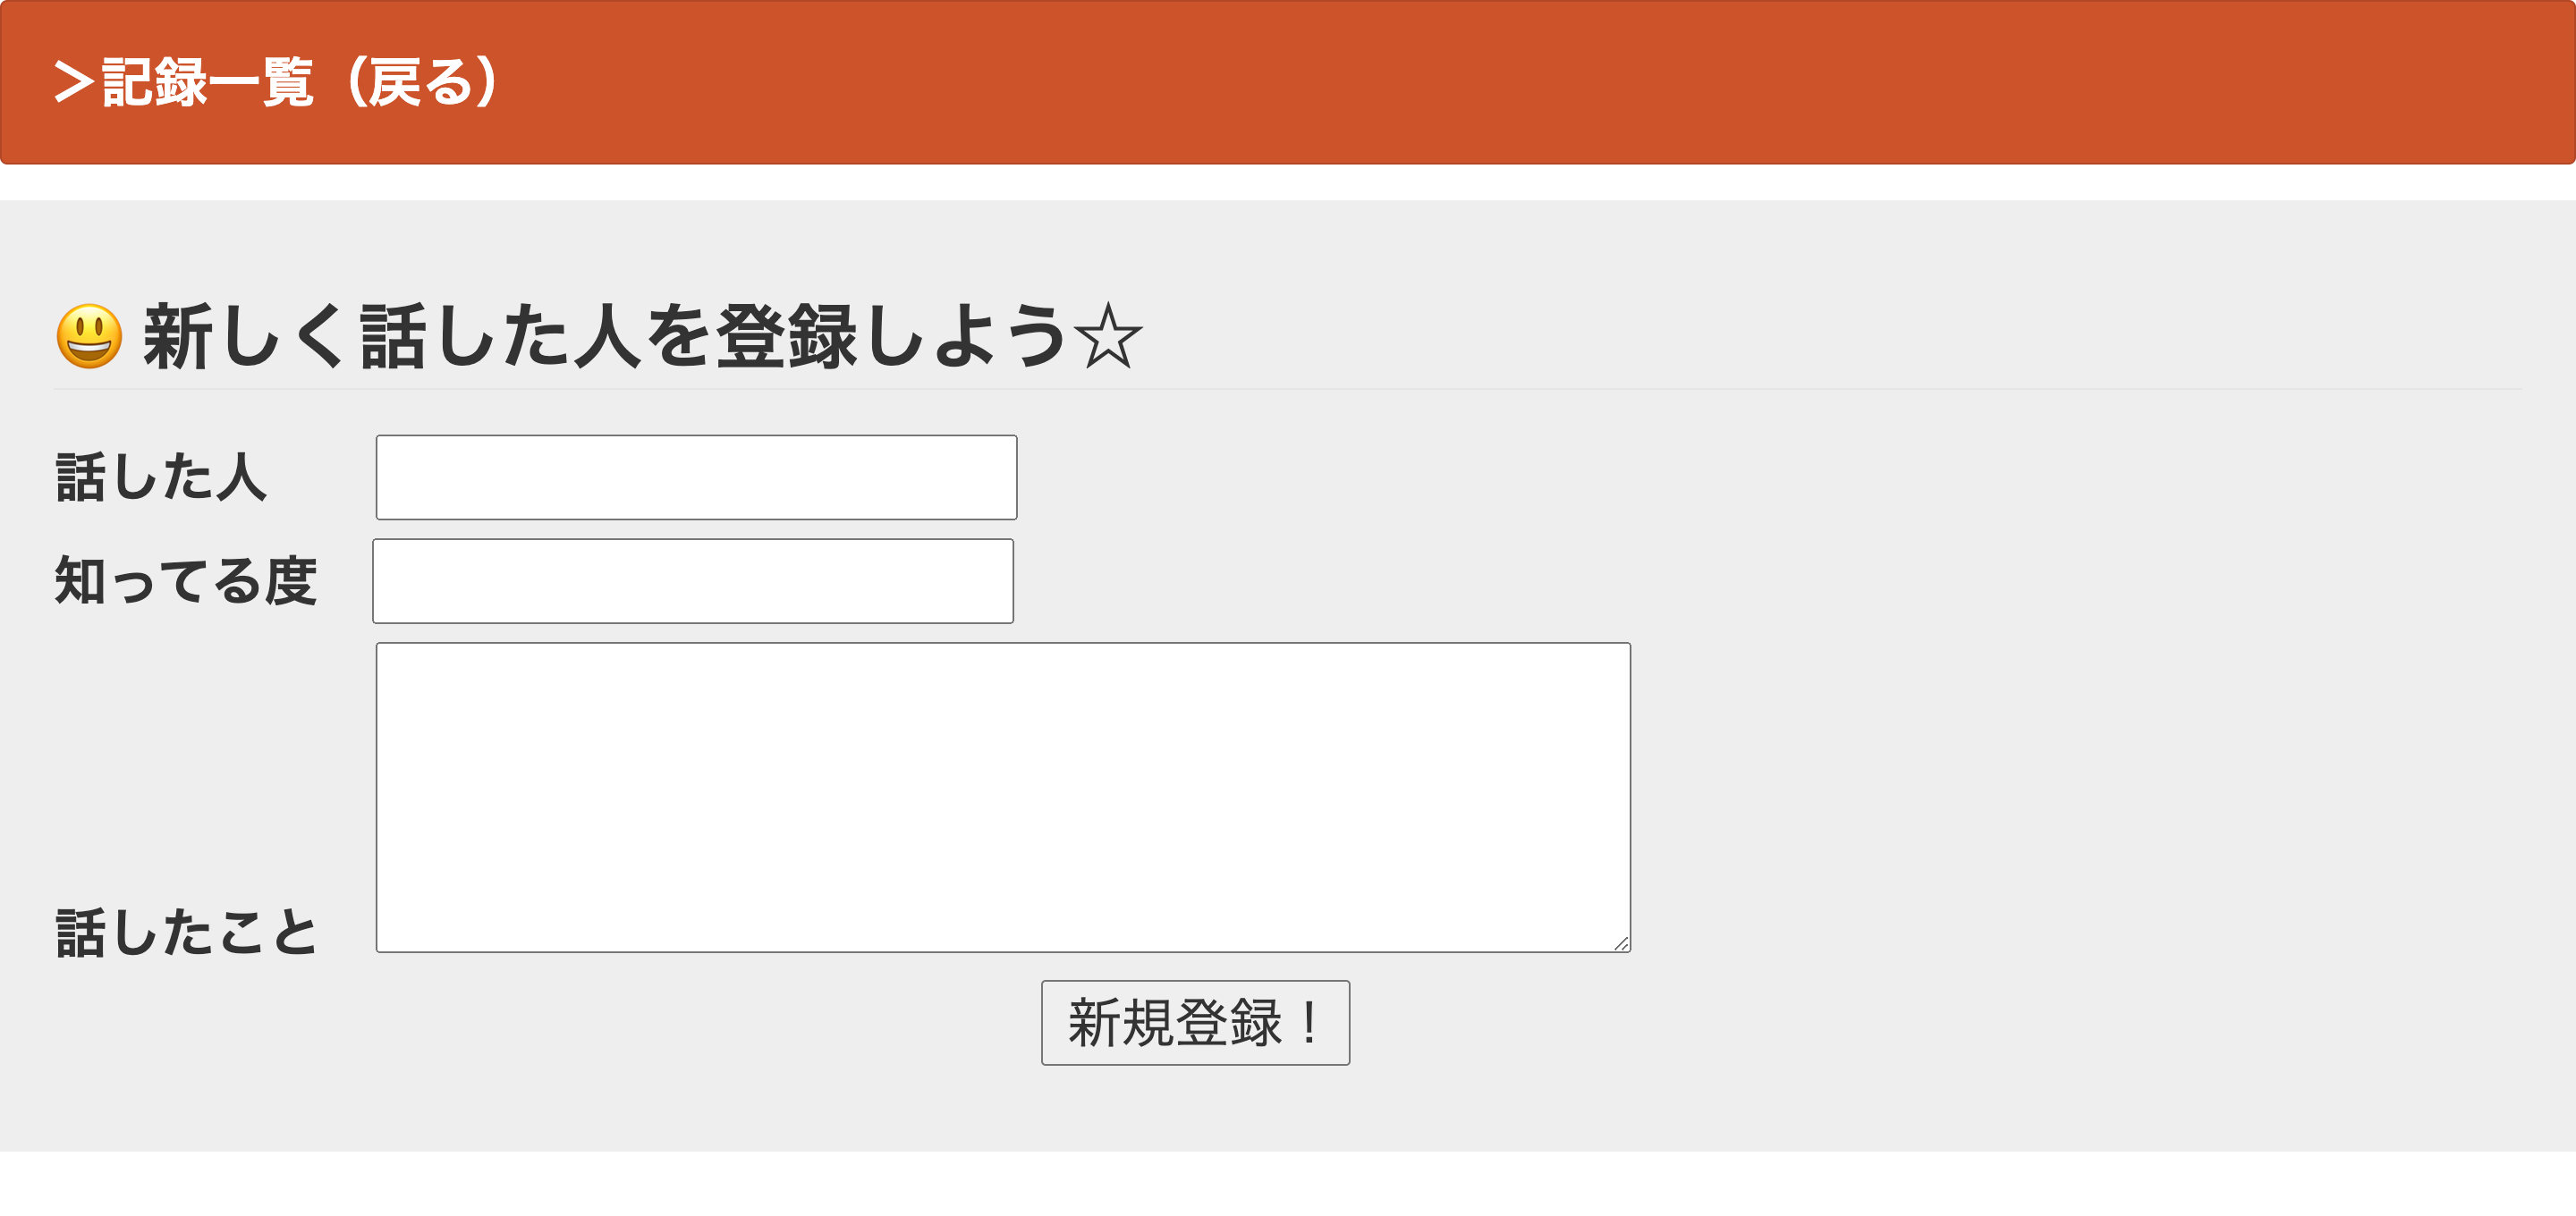 ＞記録一覧（戻る）
😃 新しく話した人を登録しよう☆
話した人
知ってる度
話したこと
新規登録！